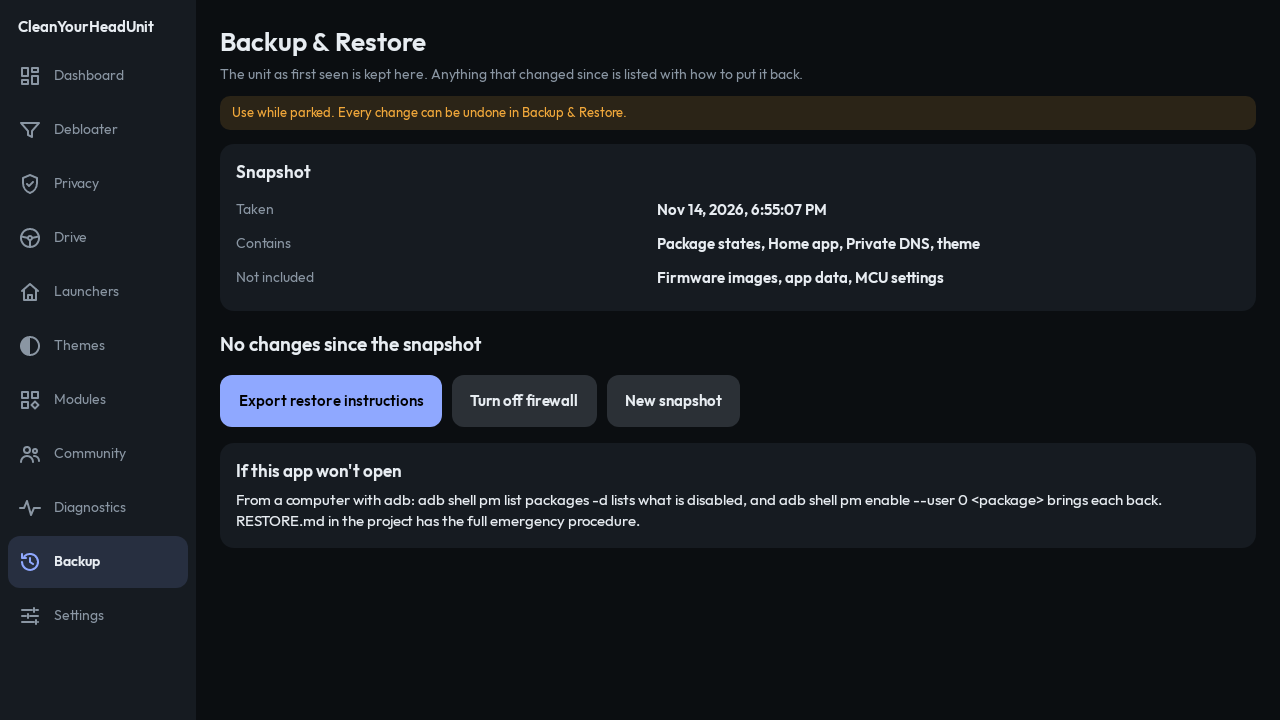 CleanYourHeadUnit
Dashboard
Debloater
Privacy
Drive
Launchers
Themes
Modules
Community
Diagnostics
Backup
Settings
Backup & Restore
The unit as first seen is kept here. Anything that changed since is listed with how to put it back.
Use while parked. Every change can be undone in Backup & Restore.
Snapshot
Taken Nov 14, 2026, 6:55:07 PM
Contains Package states, Home app, Private DNS, theme
Not included Firmware images, app data, MCU settings
No changes since the snapshot
Export restore instructions Turn off firewall New snapshot
If this app won't open
From a computer with adb: adb shell pm list packages -d lists what is disabled, and adb shell pm enable --user 0 <package> brings each back.
RESTORE.md in the project has the full emergency procedure.